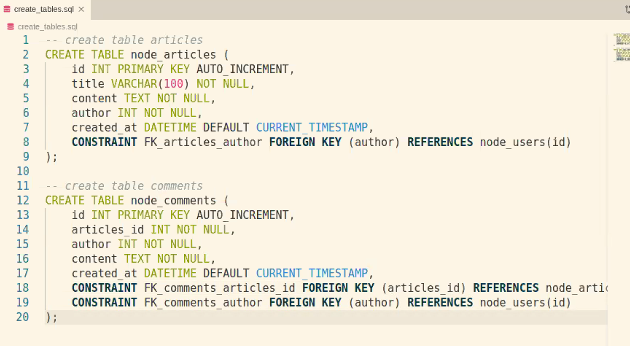 create_tables.sql
create_tables.sql
1 -- create table articles
2 CREATE TABLE node_articles (
3 id INT PRIMARY KEY AUTO_INCREMENT,
4 title VARCHAR(100) NOT NULL,
5 content TEXT NOT NULL,
6 author INT NOT NULL,
7 created_at DATETIME DEFAULT CURRENT_TIMESTAMP,
8 CONSTRAINT FK_articles_author FOREIGN KEY (author) REFERENCES node_users(id)
9 );
10
11 -- create table comments
12 CREATE TABLE node_comments (
13 id INT PRIMARY KEY AUTO_INCREMENT,
14 articles_id INT NOT NULL,
15 author INT NOT NULL,
16 content TEXT NOT NULL,
17 created_at DATETIME DEFAULT CURRENT_TIMESTAMP,
18 CONSTRAINT FK_comments_articles_id FOREIGN KEY (articles_id) REFERENCES node_artic
19 CONSTRAINT FK_comments_author FOREIGN KEY (author) REFERENCES node_users(id)
20 );